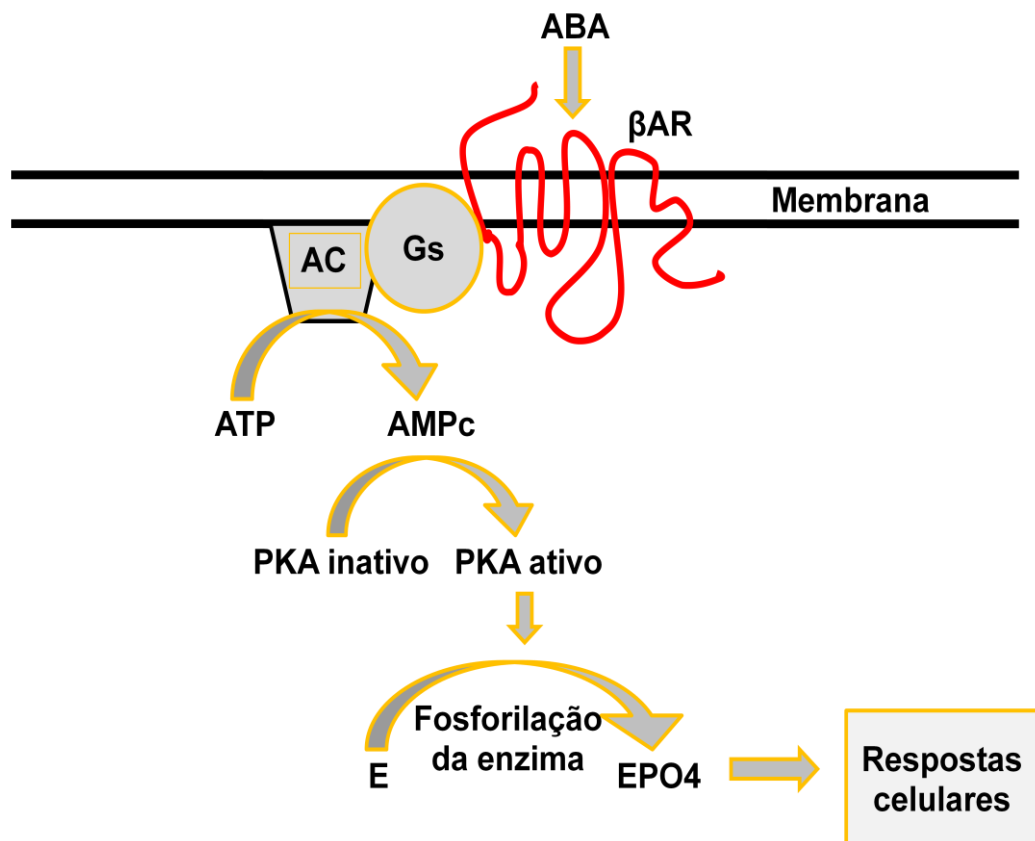 ABA
βAR
Membrana
AC
Gs
ATP
AMPc
PKA inativo
PKA ativo
Fosforilação
da enzima
E
EPO4
Respostas
celulares